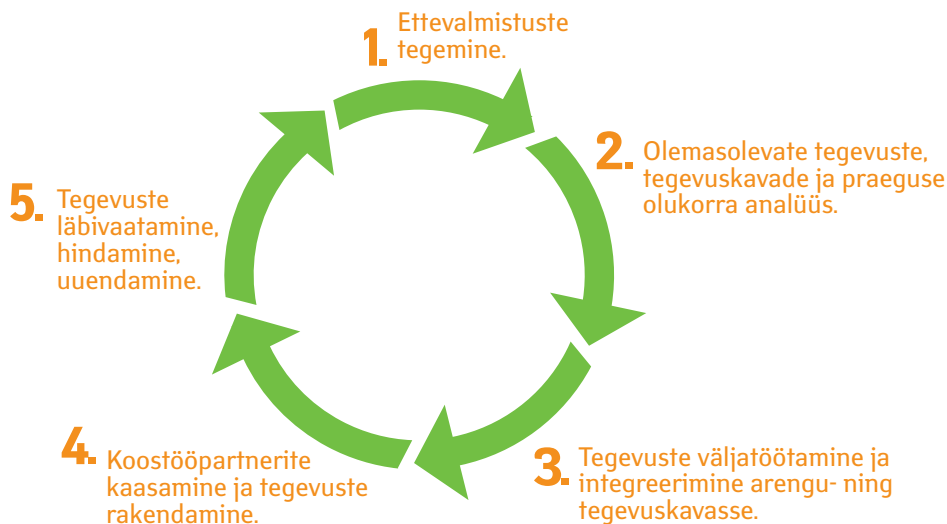 1. Ettevalmistuste
tegemine.
2. Olemasolevate tegevuste,
tegevuskavade ja praeguse
olukorra analüüs.
3. Tegevuste väljatöötamine ja
integreerimine arengu- ning
tegevuskavasse.
4. Koostööpartnerite
kaasamine ja tegevuste
rakendamine.
5. Tegevuste
läbivaatamine,
hindamine,
uuendamine.